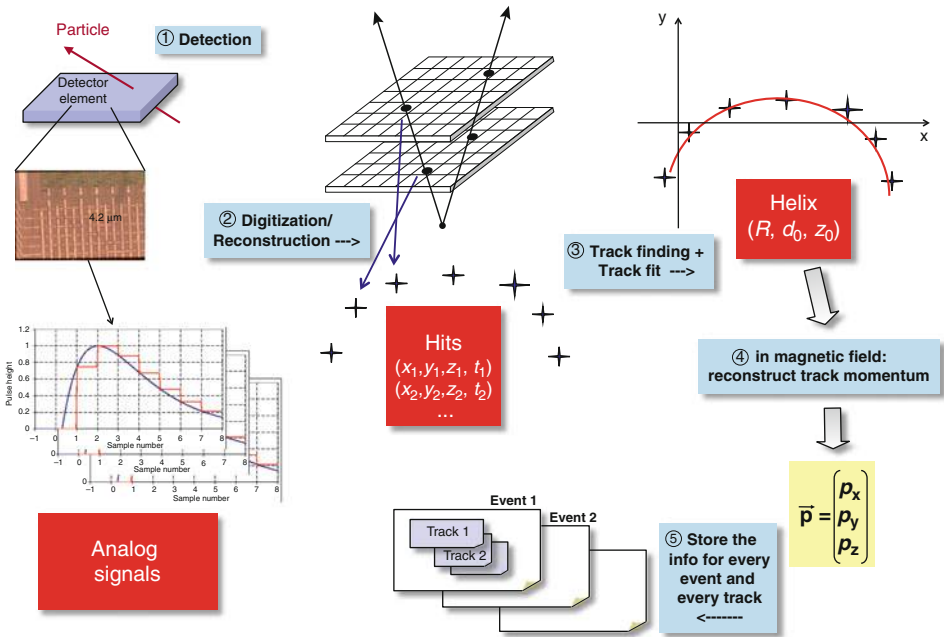 Particle
① Detection
Detector
element
4.2 µm
② Digitization/
Reconstruction --->
y
x
Helix
(R, d0, z0)
③ Track finding +
Track fit --->
④ in magnetic field:
reconstruct track momentum
Hits
(x1,y1,z1, t1)
(x2,y2,z2, t2)
...
Pulse height
1.2
1
0.8
0.6
0.4
0.2
0
–1 0 1 2 3 4 5 6 7 8
Sample number
0
–1 0 1 2 3 4 5 6 7 8
Sample number
0
–1 0 1 2 3 4 5 6 7 8
Sample number
Analog
signals
Event 1
Event 2
Track 1
Track 2
⑤ Store the
info for every
event and
every track
<-------
p = (px
py
pz)